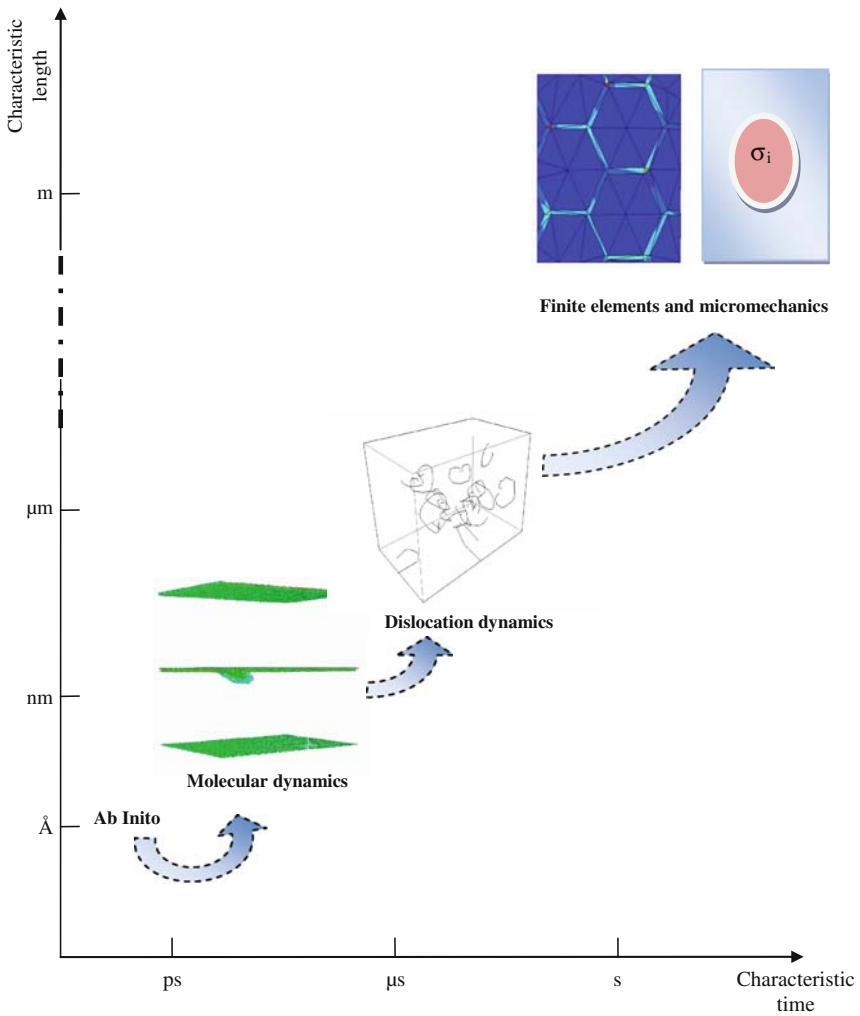 Characteristic
length
m
σi
Finite elements and micromechanics
μm
Dislocation dynamics
nm
Molecular dynamics
Ab Inito
Å
ps
μs
s
Characteristic
time